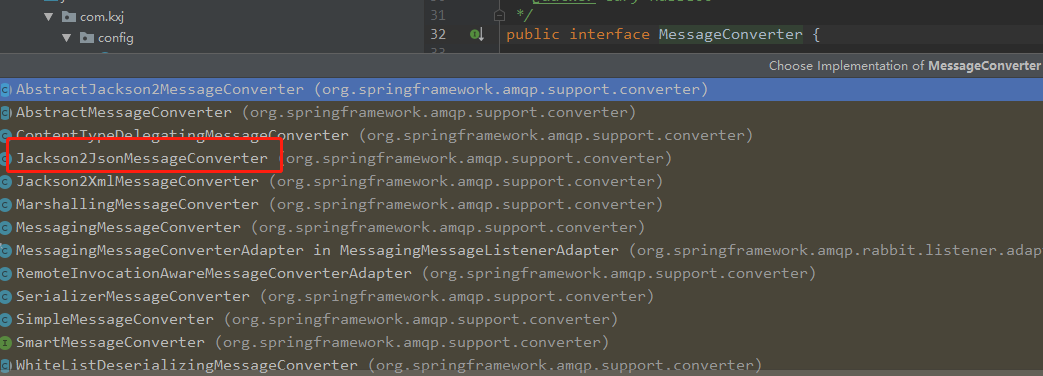 com.kxj
config
31
*/
32
public interface MessageConverter {
Choose Implementation of MessageConverter
AbstractJackson2MessageConverter (org.springframework.amqp.support.converter)
AbstractMessageConverter (org.springframework.amqp.support.converter)
ContentTypeDelegatingMessageConverter (org.springframework.amqp.support.converter)
Jackson2JsonMessageConverter (org.springframework.amqp.support.converter)
Jackson2XmlMessageConverter (org.springframework.amqp.support.converter)
MarshallingMessageConverter (org.springframework.amqp.support.converter)
MessagingMessageConverter (org.springframework.amqp.support.converter)
MessagingMessageConverterAdapter in MessagingMessageListenerAdapter (org.springframework.amqp.rabbit.listener.adap
RemoteInvocationAwareMessageConverterAdapter (org.springframework.amqp.support.converter)
SerializerMessageConverter (org.springframework.amqp.support.converter)
SimpleMessageConverter (org.springframework.amqp.support.converter)
SmartMessageConverter (org.springframework.amqp.support.converter)
WhiteListDeserializingMessageConverter (org.springframework.amqp.support.converter)